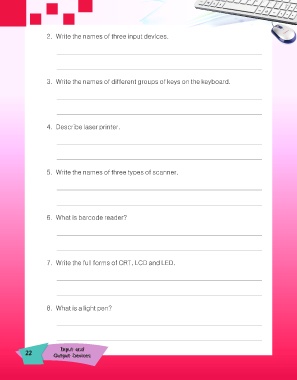 2. Write the names of three input devices.
3. Write the names of different groups of keys on the keyboard.
4. Describe laser printer.
5. Write the names of three types of scanner.
6. What is barcode reader?
7. Write the full forms of CRT, LCD and LED.
8. What is a light pen?
22
Input and
Output Devices